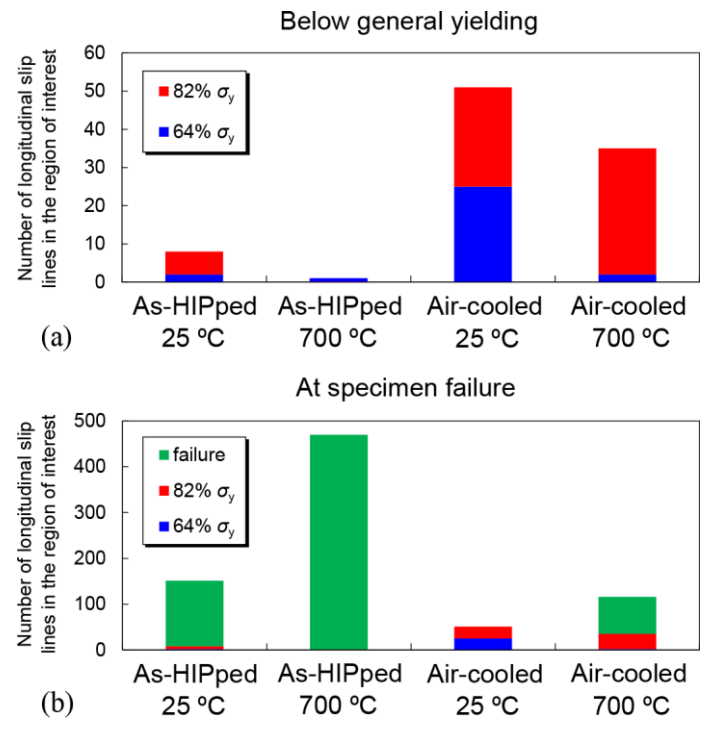 Below general yielding
Number of longitudinal slip
lines in the region of interest
60
50
40
30
20
10
0
82% σy
64% σy
As-HIPped
25 ºC
As-HIPped
700 ºC
Air-cooled
25 ºC
Air-cooled
700 ºC
(a)
At specimen failure
Number of longitudinal slip
lines in the region of interest
500
400
300
200
100
0
failure
82% σy
64% σy
As-HIPped
25 ºC
As-HIPped
700 ºC
Air-cooled
25 ºC
Air-cooled
700 ºC
(b)